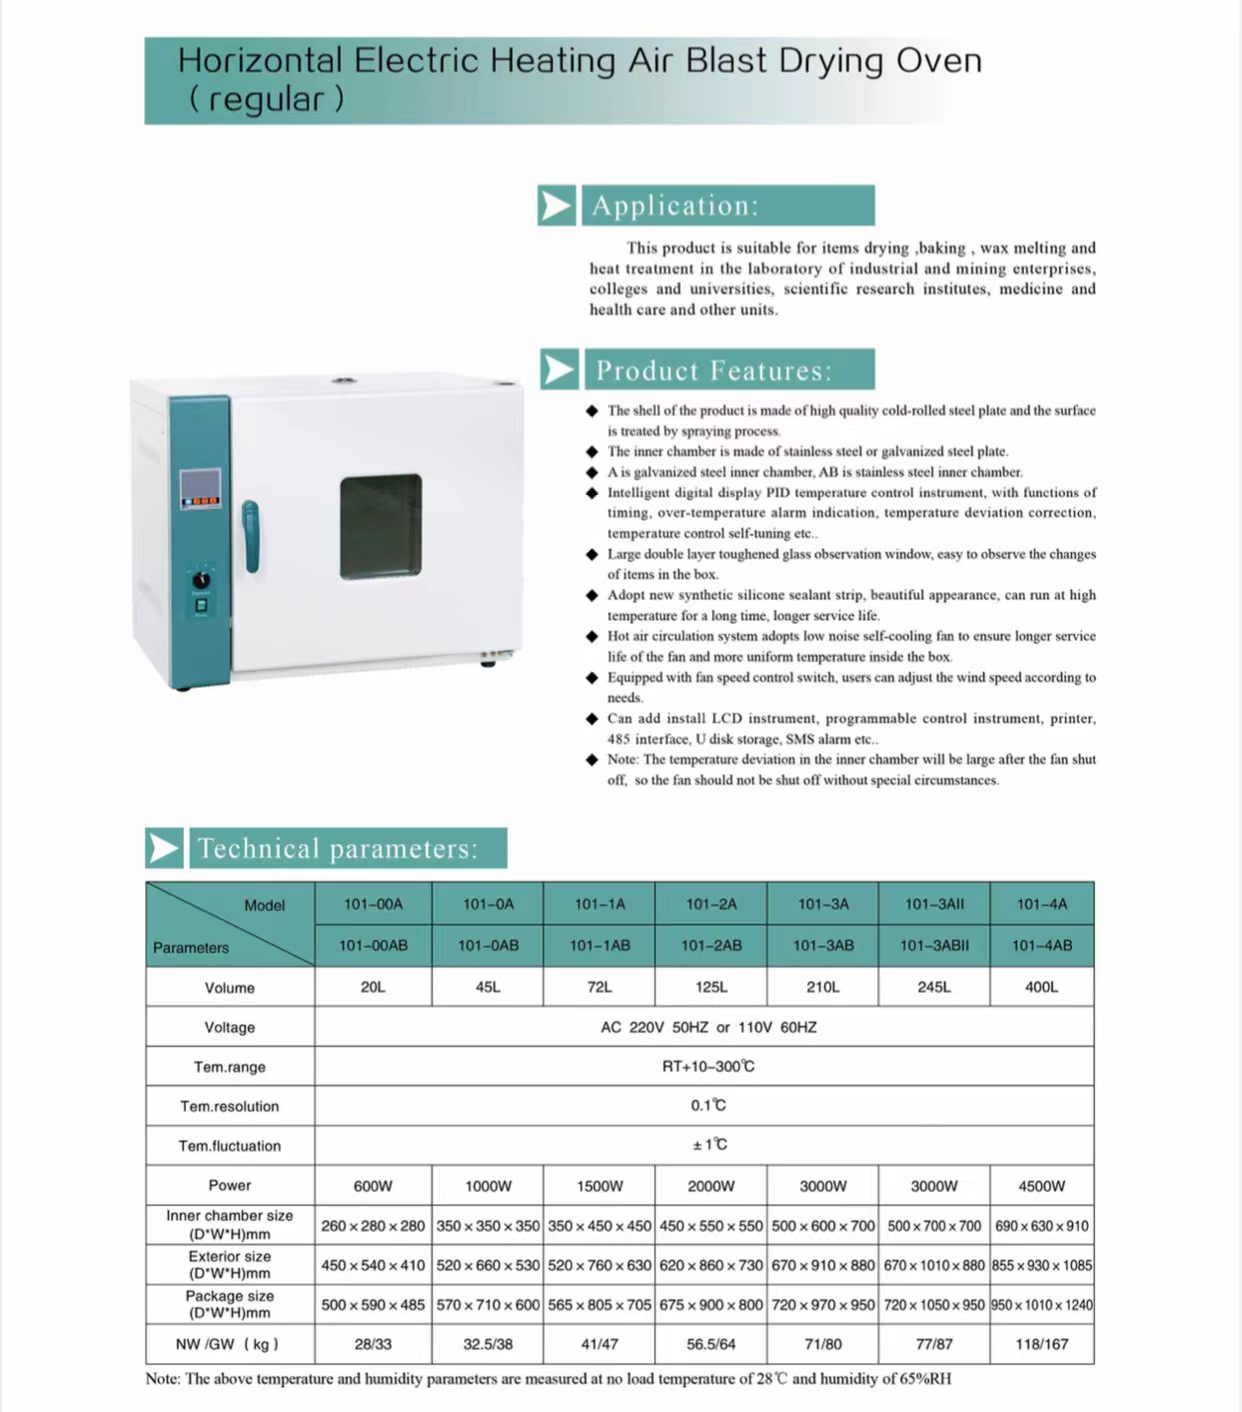 Horizontal Electric Heating Air Blast Drying Oven
( regular )
Application:
This product is suitable for items drying ,baking , wax melting and
heat treatment in the laboratory of industrial and mining enterprises,
colleges and universities, scientific research institutes, medicine and
health care and other units.
Product Features:
◆ The shell of the product is made of high quality cold-rolled steel plate and the surface
is treated by spraying process.
◆ The inner chamber is made of stainless steel or galvanized steel plate.
◆ A is galvanized steel inner chamber, AB is stainless steel inner chamber.
◆ Intelligent digital display PID temperature control instrument, with functions of
timing, over-temperature alarm indication, temperature deviation correction,
temperature control self-tuning etc..
◆ Large double layer toughened glass observation window, easy to observe the changes
of items in the box.
◆ Adopt new synthetic silicone sealant strip, beautiful appearance, can run at high
temperature for a long time, longer service life.
◆ Hot air circulation system adopts low noise self-cooling fan to ensure longer service
life of the fan and more uniform temperature inside the box.
◆ Equipped with fan speed control switch, users can adjust the wind speed according to
needs.
◆ Can add install LCD instrument, programmable control instrument, printer,
485 interface, U disk storage, SMS alarm etc..
◆ Note: The temperature deviation in the inner chamber will be large after the fan shut
off, so the fan should not be shut off without special circumstances.
Technical parameters:
Model 101-00A 101-0A 101-1A 101-2A 101-3A 101-3AII 101-4A
Parameters 101-00AB 101-0AB 101-1AB 101-2AB 101-3AB 101-3ABII 101-4AB
Volume 20L 45L 72L 125L 210L 245L 400L
Voltage AC 220V 50HZ or 110V 60HZ
Tem.range RT+10-300℃
Tem.resolution 0.1℃
Tem.fluctuation ±1℃
Power 600W 1000W 1500W 2000W 3000W 3000W 4500W
Inner chamber size
(D*W*H)mm 260×280×280 350×350×350 350×450×450 450×550×550 500×600×700 500×700×700 690×630×910
Exterior size
(D*W*H)mm 450×540×410 520×660×530 520×760×630 620×860×730 670×910×880 670×1010×880 855×930×1085
Package size
(D*W*H)mm 500×590×485 570×710×600 565×805×705 675×900×800 720×970×950 720×1050×950 950×1010×1240
NW /GW ( kg ) 28/33 32.5/38 41/47 56.5/64 71/80 77/87 118/167
Note: The above temperature and humidity parameters are measured at no load temperature of 28℃ and humidity of 65%RH